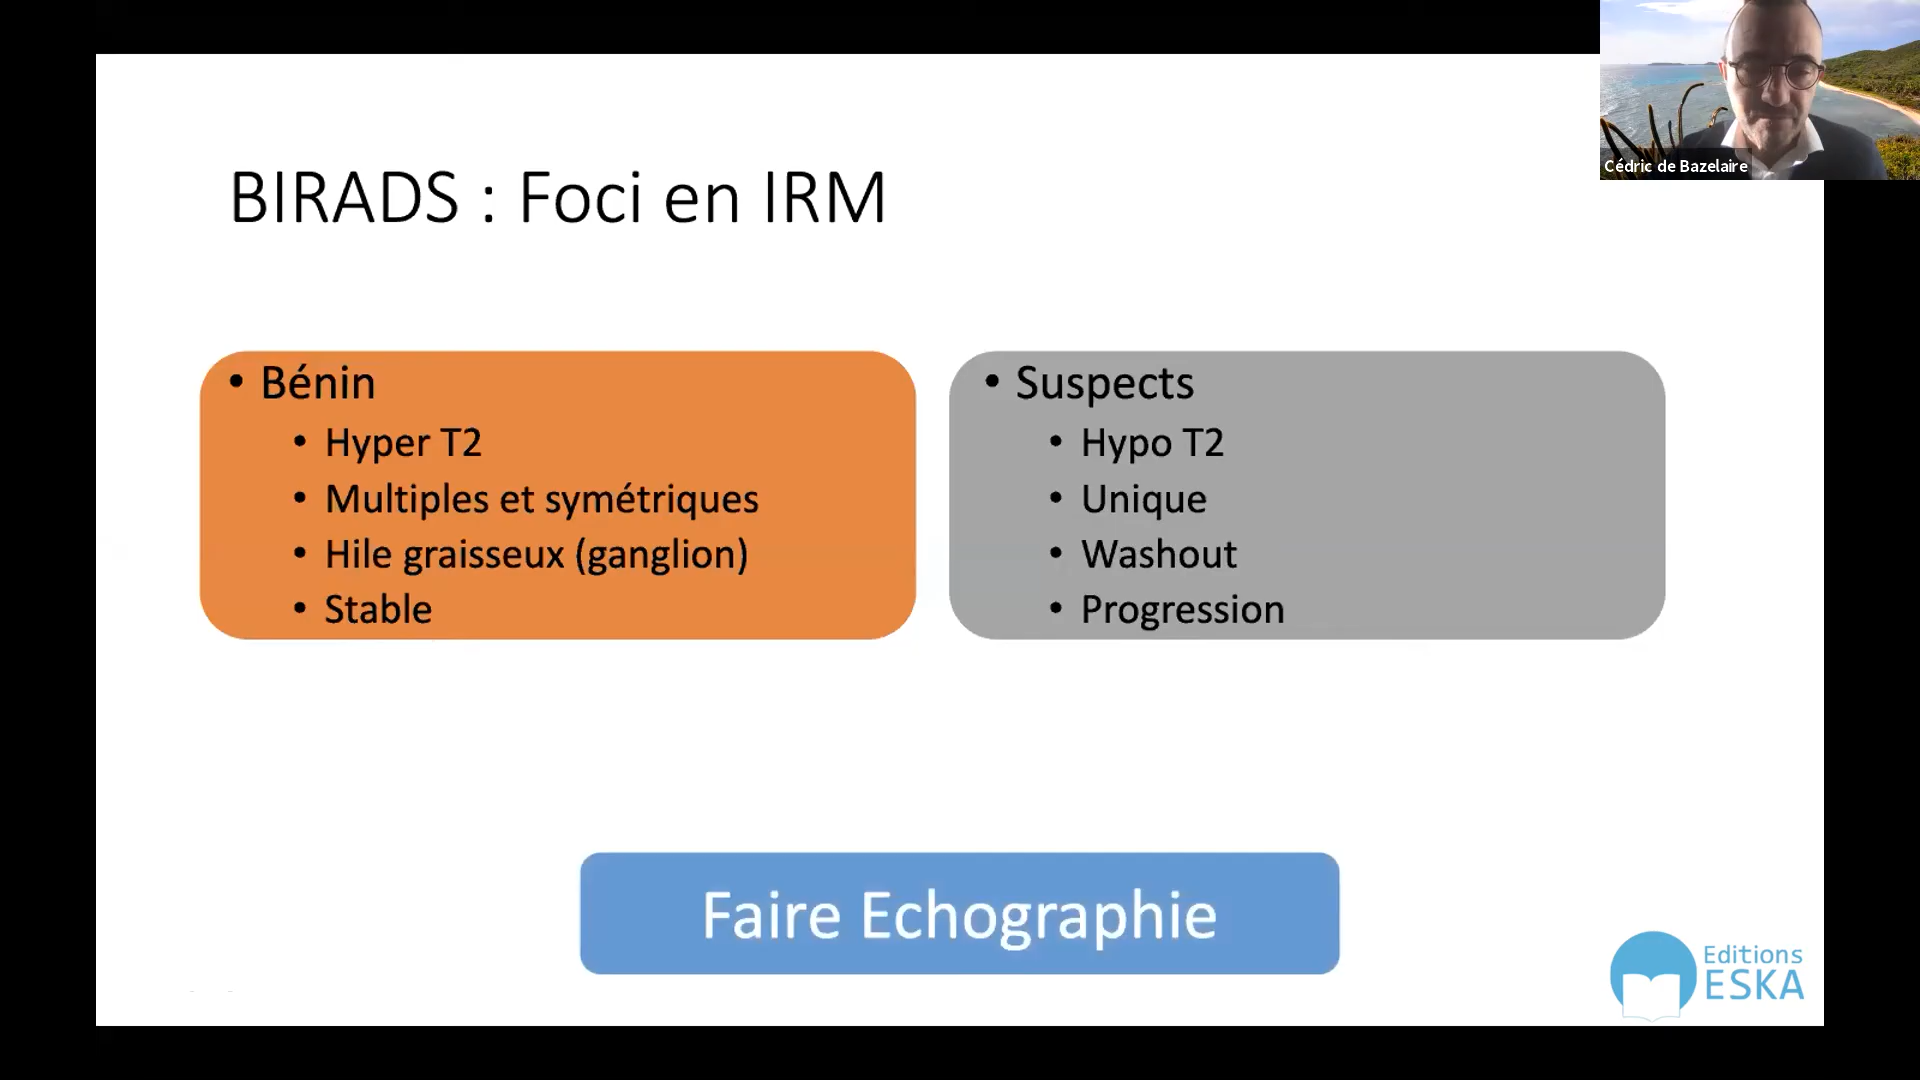 Cédric de Bazelaire
BIRADS : Foci en IRM
• Bénin
• Hyper T2
• Multiples et symétriques
• Hile graisseux (ganglion)
• Stable
• Suspects
• Hypo T2
• Unique
• Washout
• Progression
Faire Echographie
Editions
ESKA